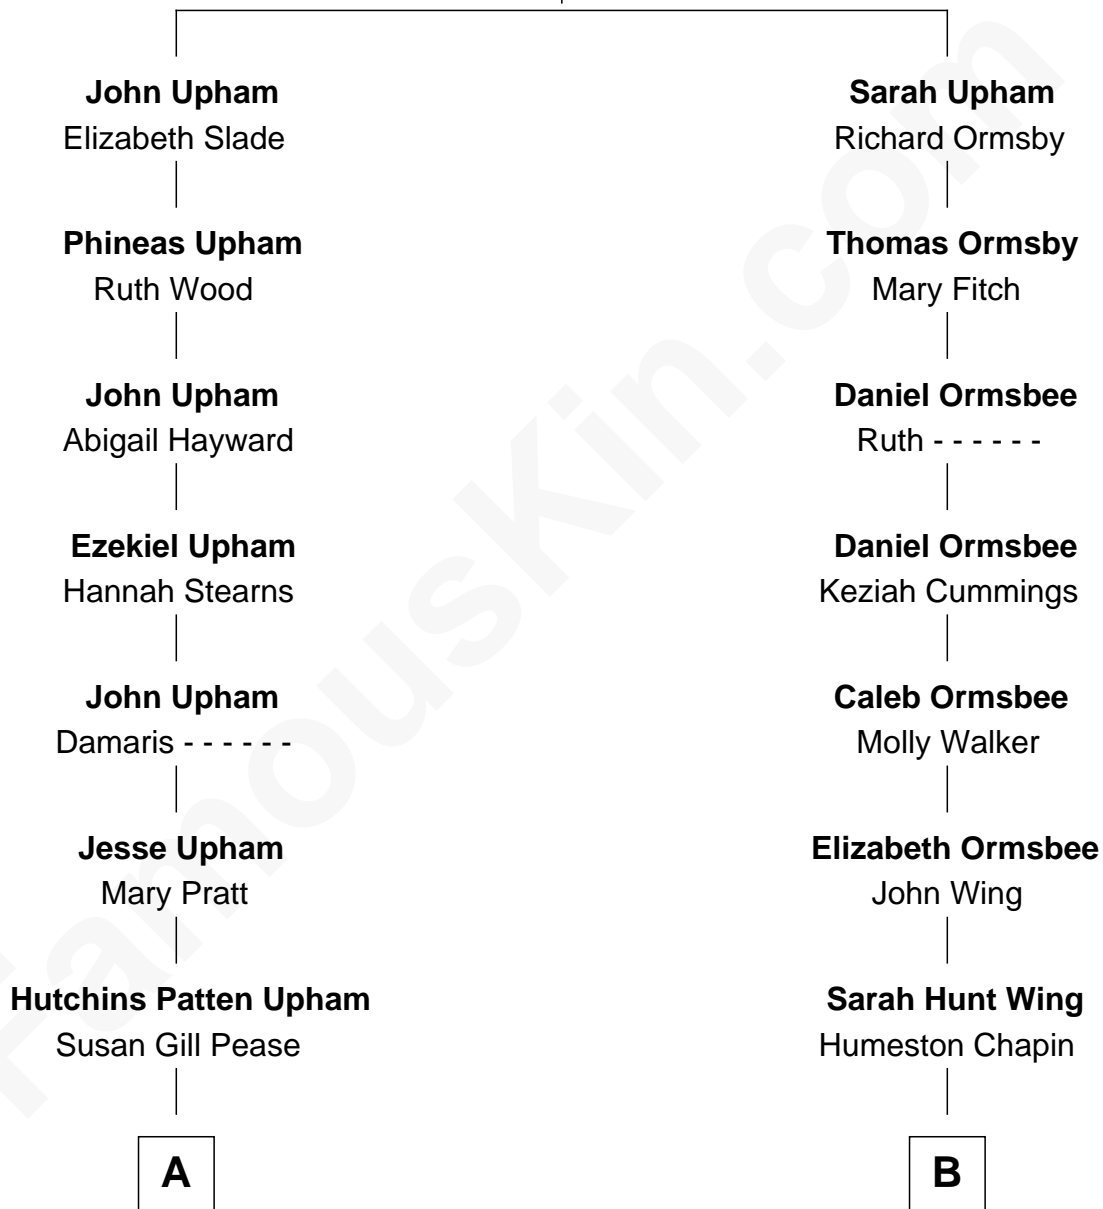 John Upham
Elizabeth Slade
Phineas Upham
Ruth Wood
John Upham
Abigail Hayward
Ezekiel Upham
Hannah Stearns
John Upham
Damaris - - - - - -
Jesse Upham
Mary Pratt
Hutchins Patten Upham
Susan Gill Pease
A
Sarah Upham
Richard Ormsby
Thomas Ormsby
Mary Fitch
Daniel Ormsbee
Ruth - - - - - -
Daniel Ormsbee
Keziah Cummings
Caleb Ormsbee
Molly Walker
Elizabeth Ormsbee
John Wing
Sarah Hunt Wing
Humeston Chapin
B
FamousKin.com